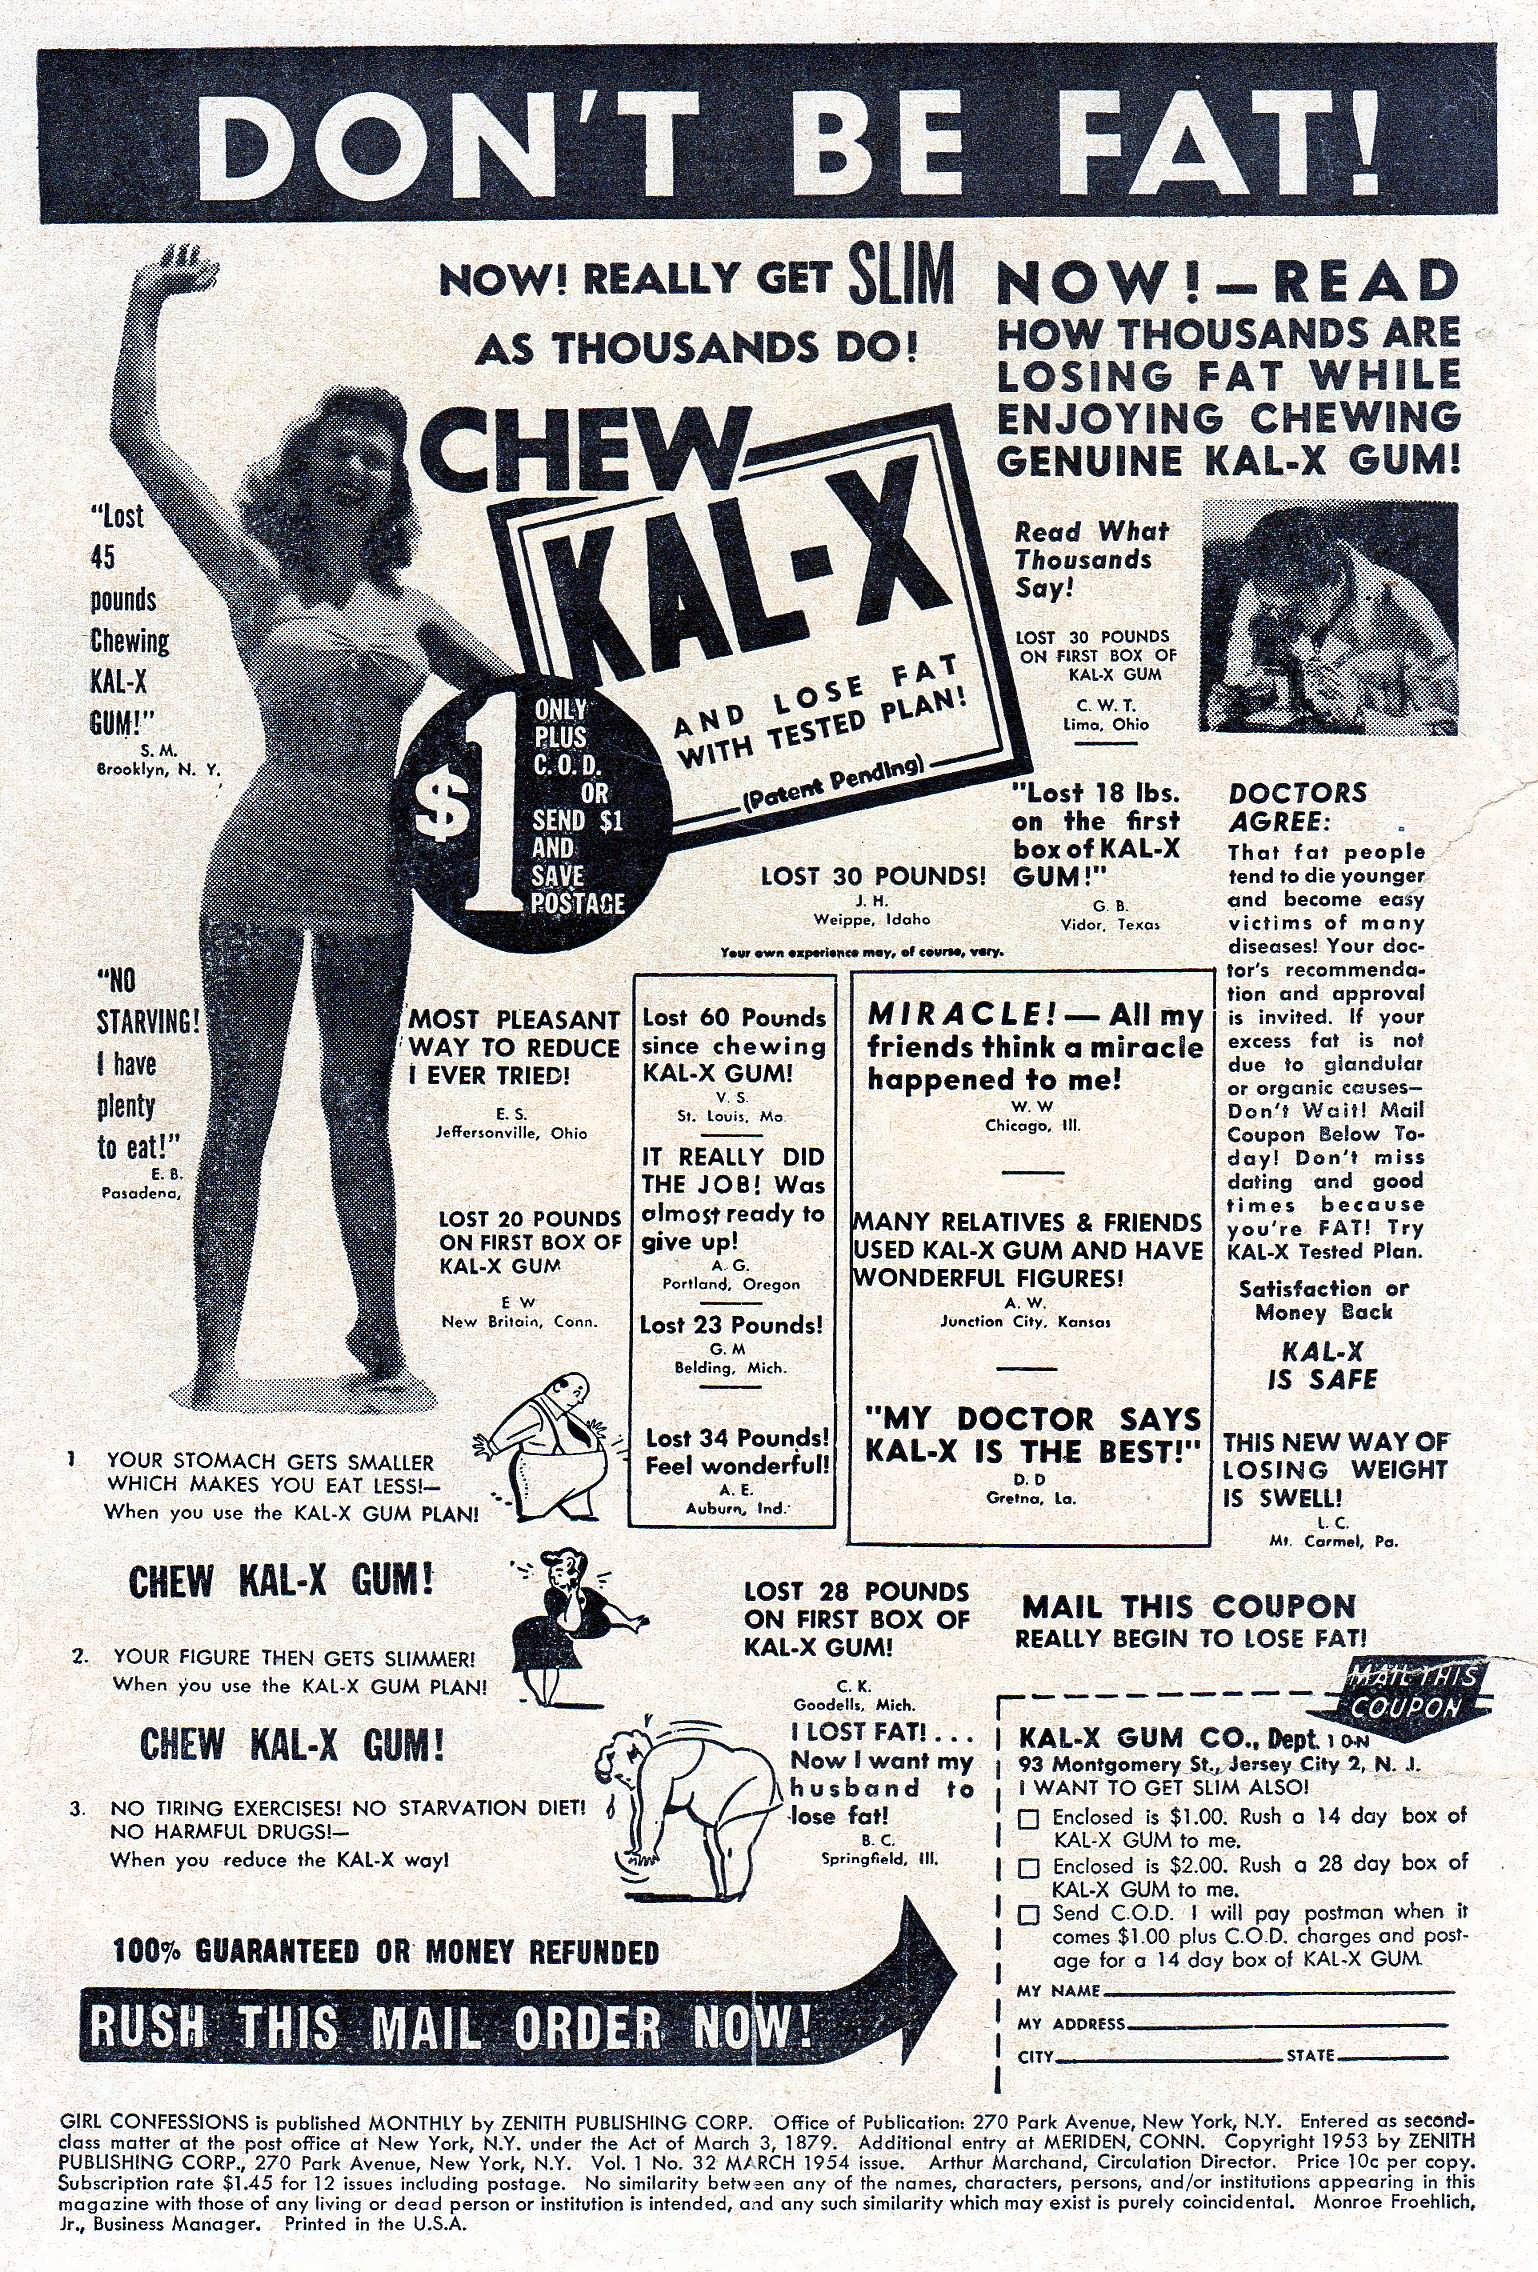 DON'T BE FAT!
NOW! REALLY GET SLIM
AS THOUSANDS DO!
CHEW
KAL-X
AND LOSE FAT
WITH TESTED PLAN!
(Patent Pending)
$1
ONLY
PLUS
C.O.D.
OR
SEND $1
AND
SAVE
POSTAGE
"Lost
45
pounds
Chewing
KAL-X
GUM!"
S. M.
Brooklyn, N. Y.
"NO
STARVING!
I have
plenty
to eat!"
E. B.
Pasadena,
NOW!—READ
HOW THOUSANDS ARE
LOSING FAT WHILE
ENJOYING CHEWING
GENUINE KAL-X GUM!
Read What
Thousands
Say!
LOST 30 POUNDS
ON FIRST BOX OF
KAL-X GUM
C. W. T.
Lima, Ohio
"Lost 18 lbs.
on the first
box of KAL-X
GUM!"
G. B.
Vidor, Texas
LOST 30 POUNDS!
J. H.
Weippe, Idaho
Your own experience may, of course, vary.
MOST PLEASANT
WAY TO REDUCE
I EVER TRIED!
E. S.
Jeffersonville, Ohio
LOST 20 POUNDS
ON FIRST BOX OF
KAL-X GUM
E W
New Britain, Conn.
Lost 60 Pounds
since chewing
KAL-X GUM!
V. S.
St. Louis, Mo.
IT REALLY DID
THE JOB! Was
almost ready to
give up!
A. G.
Portland, Oregon
Lost 23 Pounds!
G. M
Belding, Mich.
Lost 34 Pounds!
Feel wonderful!
A. E.
Auburn, Ind.
MIRACLE!—All my
friends think a miracle
happened to me!
W. W
Chicago, Ill.
MANY RELATIVES & FRIENDS
USED KAL-X GUM AND HAVE
WONDERFUL FIGURES!
A. W.
Junction City, Kansas
"MY DOCTOR SAYS
KAL-X IS THE BEST!"
D. D
Gretna, La.
DOCTORS
AGREE:
That fat people
tend to die younger
and become easy
victims of many
diseases! Your doc-
tor's recommenda-
tion and approval
is invited. If your
excess fat is not
due to glandular
or organic causes—
Don't Wait! Mail
Coupon Below To-
day! Don't miss
dating and good
times because
you're FAT! Try
KAL-X Tested Plan.
Satisfaction or
Money Back
KAL-X
IS SAFE
THIS NEW WAY OF
LOSING WEIGHT
IS SWELL!
L. C.
Mt. Carmel, Pa.
1 YOUR STOMACH GETS SMALLER
WHICH MAKES YOU EAT LESS!—
When you use the KAL-X GUM PLAN!
CHEW KAL-X GUM!
2. YOUR FIGURE THEN GETS SLIMMER!
When you use the KAL-X GUM PLAN!
CHEW KAL-X GUM!
3. NO TIRING EXERCISES! NO STARVATION DIET!
NO HARMFUL DRUGS!—
When you reduce the KAL-X way!
LOST 28 POUNDS
ON FIRST BOX OF
KAL-X GUM!
C. K.
Goodells, Mich.
I LOST FAT! . . .
Now I want my
husband to
lose fat!
B. C.
Springfield, Ill.
100% GUARANTEED OR MONEY REFUNDED
RUSH THIS MAIL ORDER NOW!
MAIL THIS COUPON
REALLY BEGIN TO LOSE FAT!
MAIL THIS
COUPON
KAL-X GUM CO., Dept. 10-N
93 Montgomery St., Jersey City 2, N. J.
I WANT TO GET SLIM ALSO!
Enclosed is $1.00. Rush a 14 day box of
KAL-X GUM to me.
Enclosed is $2.00. Rush a 28 day box of
KAL-X GUM to me.
Send C.O.D. I will pay postman when it
comes $1.00 plus C.O.D. charges and post-
age for a 14 day box of KAL-X GUM.
MY NAME
MY ADDRESS
CITY STATE
GIRL CONFESSIONS is published MONTHLY by ZENITH PUBLISHING CORP. Office of Publication: 270 Park Avenue, New York, N.Y. Entered as second-
class matter at the post office at New York, N.Y. under the Act of March 3, 1879. Additional entry at MERIDEN, CONN. Copyright 1953 by ZENITH
PUBLISHING CORP., 270 Park Avenue, New York, N.Y. Vol. 1 No. 32 MARCH 1954 issue. Arthur Marchand, Circulation Director. Price 10c per copy.
Subscription rate $1.45 for 12 issues including postage. No similarity between any of the names, characters, persons, and/or institutions appearing in this
magazine with those of any living or dead person or institution is intended, and any such similarity which may exist is purely coincidental. Monroe Froehlich,
Jr., Business Manager. Printed in the U.S.A.